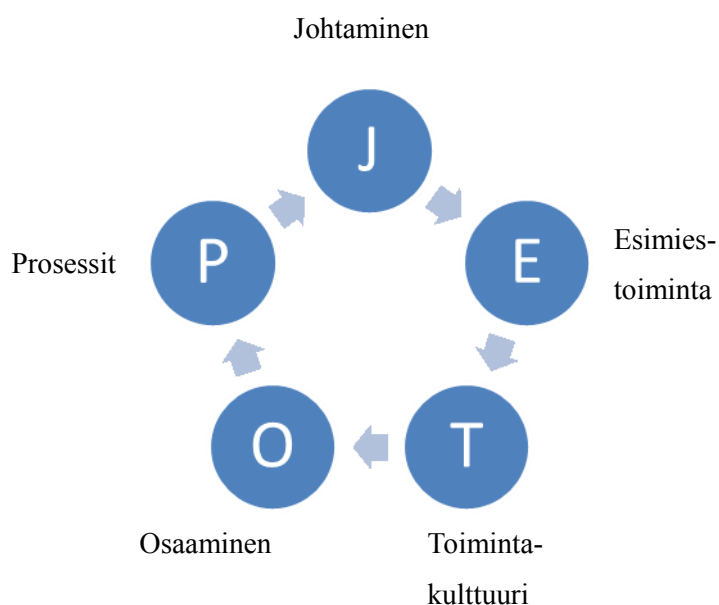 Johtaminen
J
E
Esimies-
toiminta
T
Toiminta-
kulttuuri
O
Osaaminen
P
Prosessit